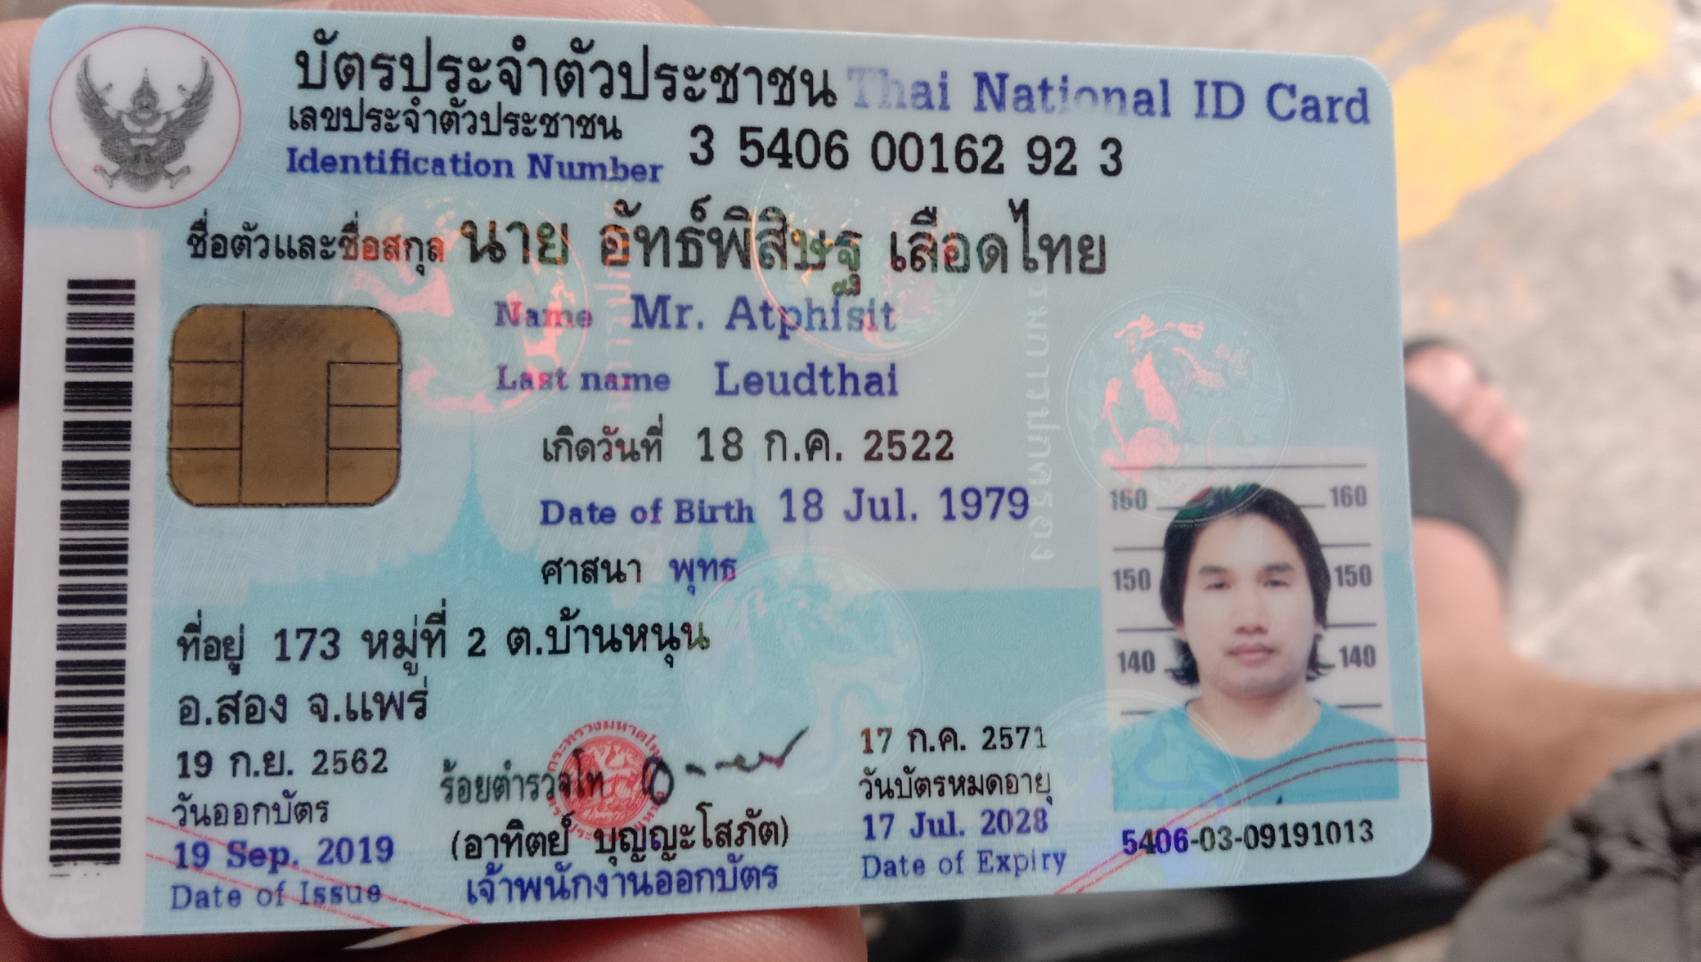 บัตรประจำตัวประชาชน Thai National ID Card
เลขประจำตัวประชาชน
Identification Number 3 5406 00162 92 3
ชื่อตัวและชื่อสกุล นาย อัทธ์พิสิษฐ เลือดไทย
Name Mr. Atphisit
Last name Leudthai
เกิดวันที่ 18 ก.ค. 2522
Date of Birth 18 Jul. 1979
ศาสนา พุทธ
ที่อยู่ 173 หมู่ที่ 2 ต.บ้านหนุน
อ.สอง จ.แพร่
19 ก.ย. 2562
วันออกบัตร
19 Sep. 2019
Date of Issue
ร้อยตำรวจโท
(อาทิตย์ บุญญะโสภัต)
เจ้าพนักงานออกบัตร
17 ก.ค. 2571
วันบัตรหมดอายุ
17 Jul. 2028
Date of Expiry
160 160
150 150
140 140
5406-03-09191013